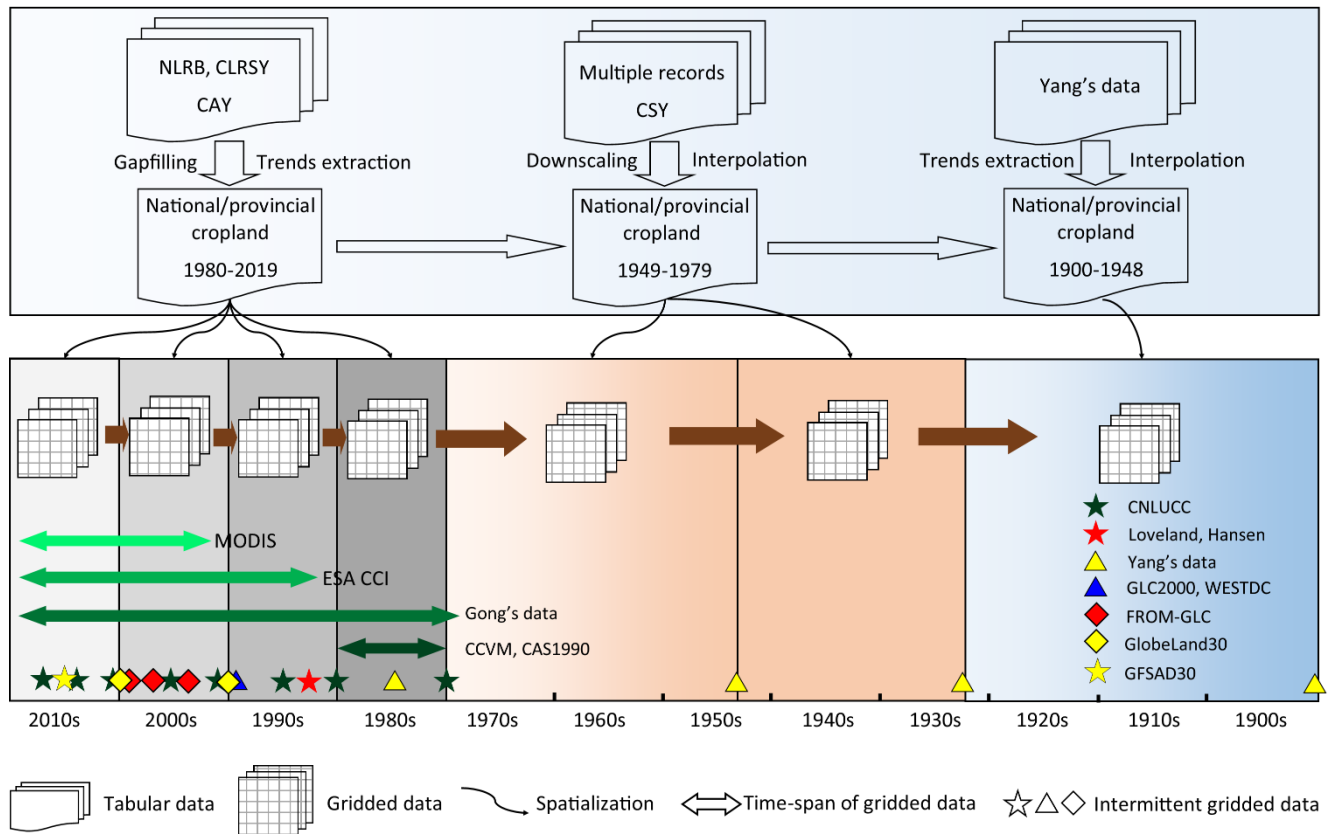 NLRB, CLRSY
CAY
Multiple records
CSY
Yang's data
Gapfilling
Trends extraction
Downscaling
Interpolation
Trends extraction
Interpolation
National/provincial
cropland
1980-2019
National/provincial
cropland
1949-1979
National/provincial
cropland
1900-1948
MODIS
ESA CCI
Gong's data
CCVM, CAS1990
CNLUCC
Loveland, Hansen
Yang's data
GLC2000, WESTDC
FROM-GLC
GlobeLand30
GFSAD30
2010s
2000s
1990s
1980s
1970s
1960s
1950s
1940s
1930s
1920s
1910s
1900s
Tabular data
Gridded data
Spatialization
Time-span of gridded data
Intermittent gridded data